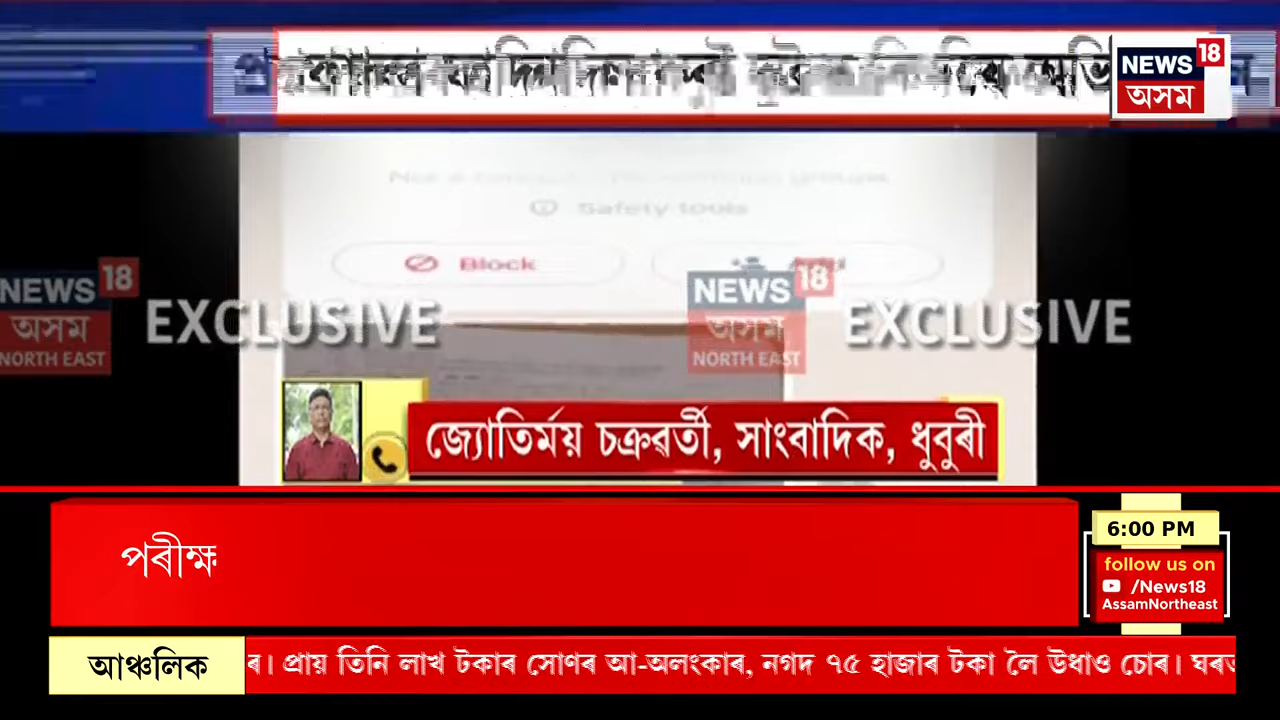 NEWS 18
অসম
Safety tools
Block
NEWS 18
অসম
NORTH EAST
EXCLUSIVE
NEWS 18
অসম
NORTH EAST
EXCLUSIVE
জ্যোতিৰ্ময় চক্ৰৱৰ্তী, সাংবাদিক, ধুবুৰী
পৰীক্ষ
6:00 PM
follow us on
/News18
AssamNortheast
আঞ্চলিক
ৰ। প্ৰায় তিনি লাখ টকাৰ সোণৰ আ-অলংকাৰ, নগদ ৭৫ হাজাৰ টকা লৈ উধাও চোৰ। ঘৰত